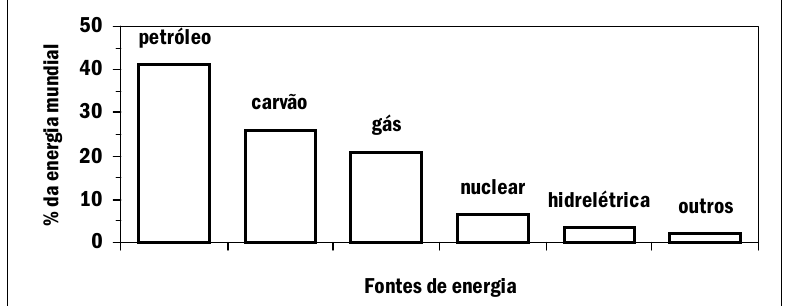 % da energia mundial
50
40
30
20
10
0
petróleo
carvão
gás
nuclear
hidrelétrica
outros
Fontes de energia